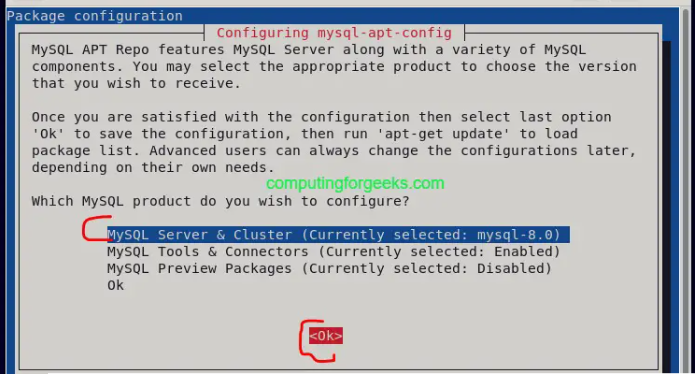 Package configuration
Configuring mysql-apt-config
MySQL APT Repo features MySQL Server along with a variety of MySQL
components. You may select the appropriate product to choose the version
that you wish to receive.
Once you are satisfied with the configuration then select last option
'Ok' to save the configuration, then run 'apt-get update' to load
package list. Advanced users can always change the configurations later,
depending on their own needs.
computingforgeeks.com
Which MySQL product do you wish to configure?
MySQL Server & Cluster (Currently selected: mysql-8.0)
MySQL Tools & Connectors (Currently selected: Enabled)
MySQL Preview Packages (Currently selected: Disabled)
Ok
<Ok>